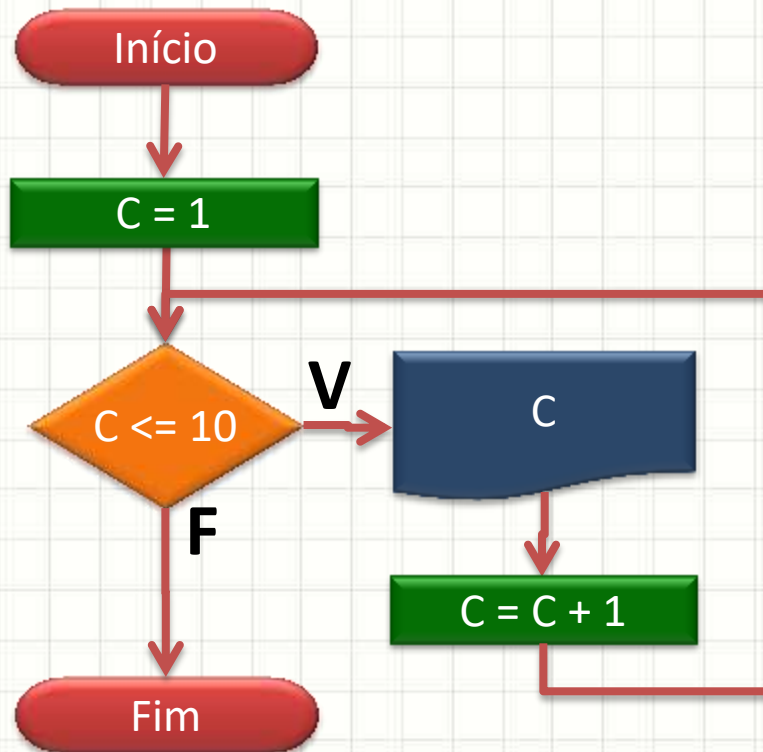 Início
C = 1
C <= 10
V
C
F
C = C + 1
Fim